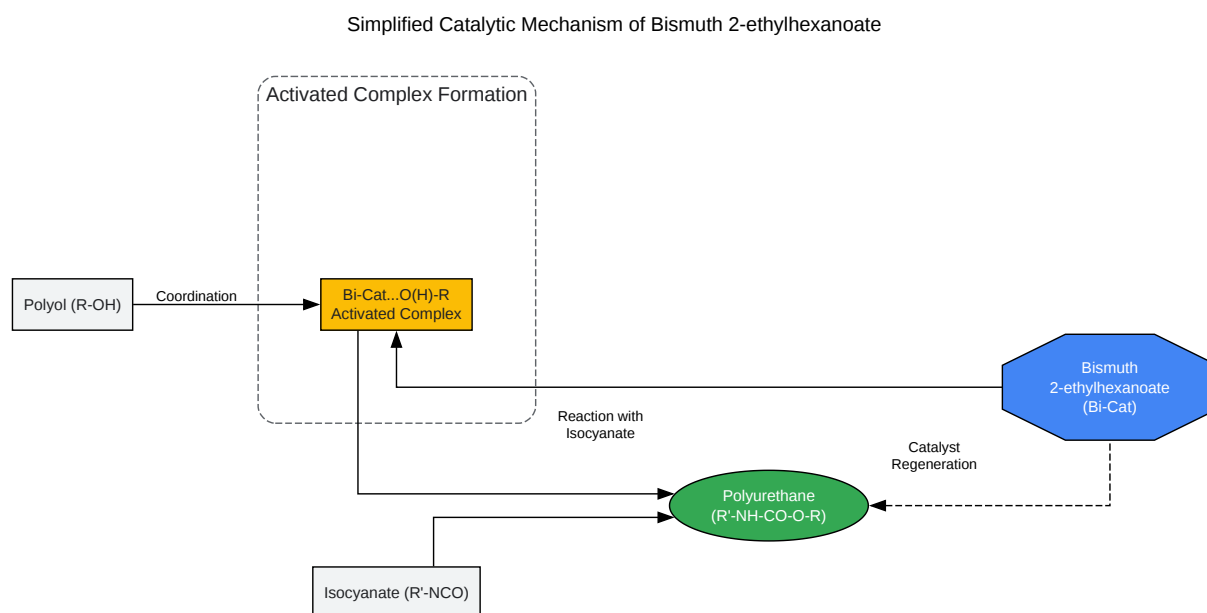 Simplified Catalytic Mechanism of Bismuth 2-ethylhexanoate
Activated Complex Formation
Polyol (R-OH)
Coordination
Bi-Cat...O(H)-R
Activated Complex
Bismuth
2-ethylhexanoate
(Bi-Cat)
Reaction with
Isocyanate
Catalyst
Regeneration
Polyurethane
(R'-NH-CO-O-R)
Isocyanate (R'-NCO)